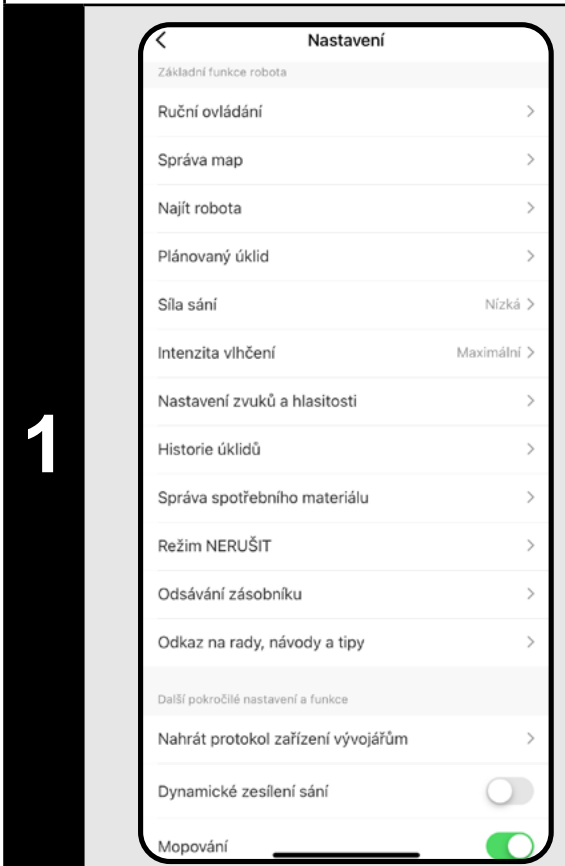 Nastavení
Základní funkce robota
Ruční ovládání
Správa map
Najít robota
Plánovaný úklid
Síla sání Nízká
Intenzita vlhčení Maximální
Nastavení zvuků a hlasitosti
Historie úklidů
1
Správa spotřebního materiálu
Režim NERUŠIT
Odsávání zásobníku
Odkaz na rady, návody a tipy
Další pokročilé nastavení a funkce
Nahrát protokol zařízení vývojářům
Dynamické zesílení sání
Mopování